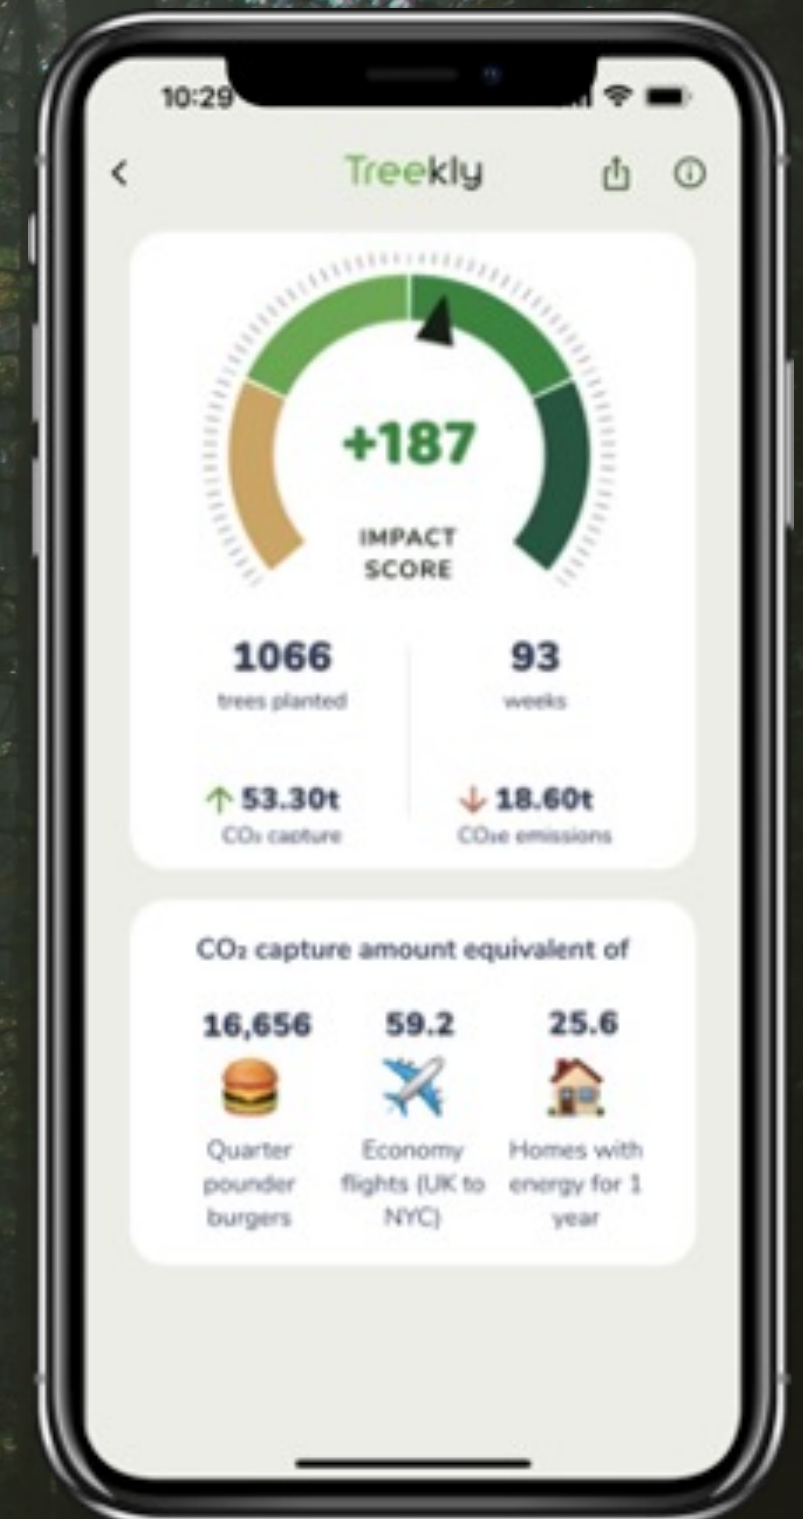 10:29
Treekly
+187
IMPACT
SCORE
1066
trees planted
93
weeks
↑ 53.30t
CO₂ capture
↓ 18.60t
CO₂e emissions
CO₂ capture amount equivalent of
16,656
Quarter
pounder
burgers
59.2
Economy
flights (UK to
NYC)
25.6
Homes with
energy for 1
year